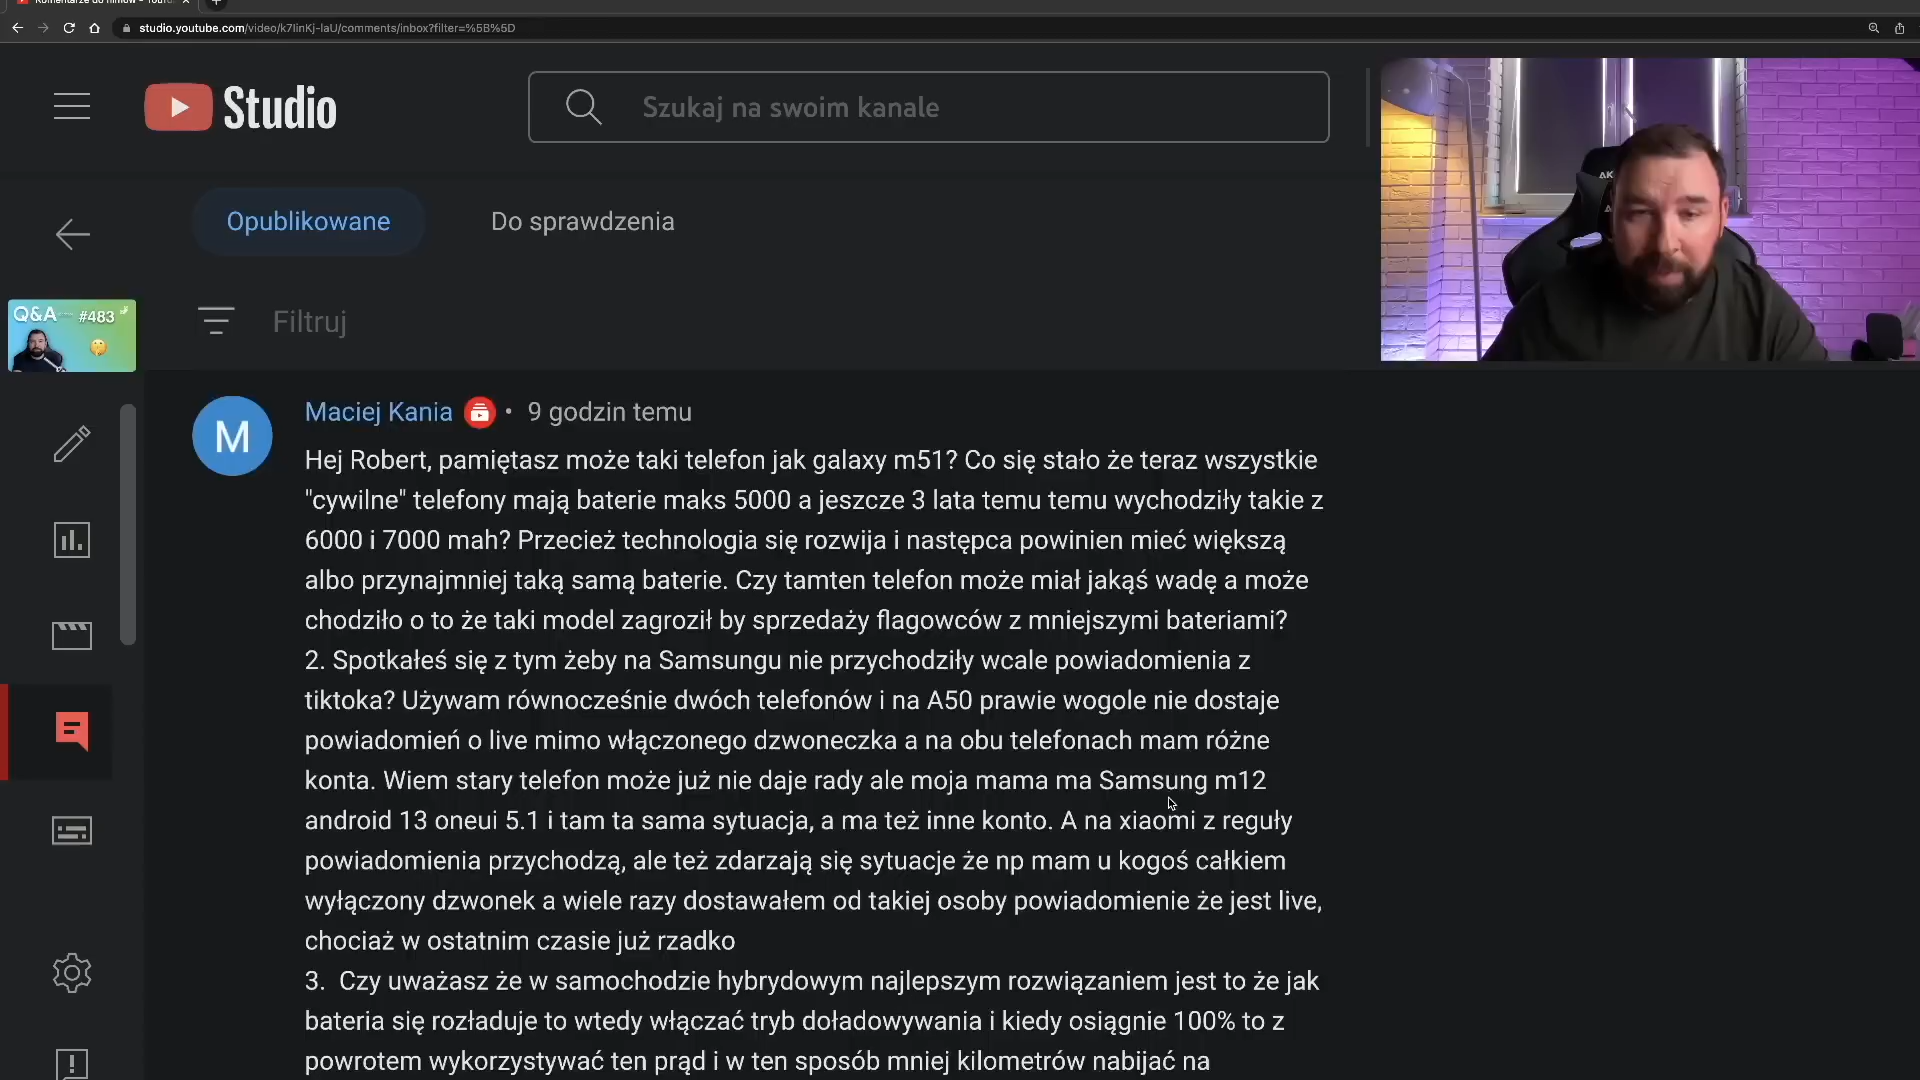 Komentarze do filmów - YouTu
studio.youtube.com/video/k7IinKj-laU/comments/inbox?filter=%5B%5D
Studio
Szukaj na swoim kanale
AK
Opublikowane
Do sprawdzenia
Q&A #483
Filtruj
M
Maciej Kania • 9 godzin temu
Hej Robert, pamiętasz może taki telefon jak galaxy m51? Co się stało że teraz wszystkie
"cywilne" telefony mają baterie maks 5000 a jeszcze 3 lata temu temu wychodziły takie z
6000 i 7000 mah? Przecież technologia się rozwija i następca powinien mieć większą
albo przynajmniej taką samą baterie. Czy tamten telefon może miał jakąś wadę a może
chodziło o to że taki model zagroził by sprzedaży flagowców z mniejszymi bateriami?
2. Spotkałeś się z tym żeby na Samsungu nie przychodziły wcale powiadomienia z
tiktoka? Używam równocześnie dwóch telefonów i na A50 prawie wogole nie dostaje
powiadomień o live mimo włączonego dzwoneczka a na obu telefonach mam różne
konta. Wiem stary telefon może już nie daje rady ale moja mama ma Samsung m12
android 13 oneui 5.1 i tam ta sama sytuacja, a ma też inne konto. A na xiaomi z reguły
powiadomienia przychodzą, ale też zdarzają się sytuacje że np mam u kogoś całkiem
wyłączony dzwonek a wiele razy dostawałem od takiej osoby powiadomienie że jest live,
chociaż w ostatnim czasie już rzadko
3.  Czy uważasz że w samochodzie hybrydowym najlepszym rozwiązaniem jest to że jak
bateria się rozładuje to wtedy włączać tryb doładowywania i kiedy osiągnie 100% to z
powrotem wykorzystywać ten prąd i w ten sposób mniej kilometrów nabijać na